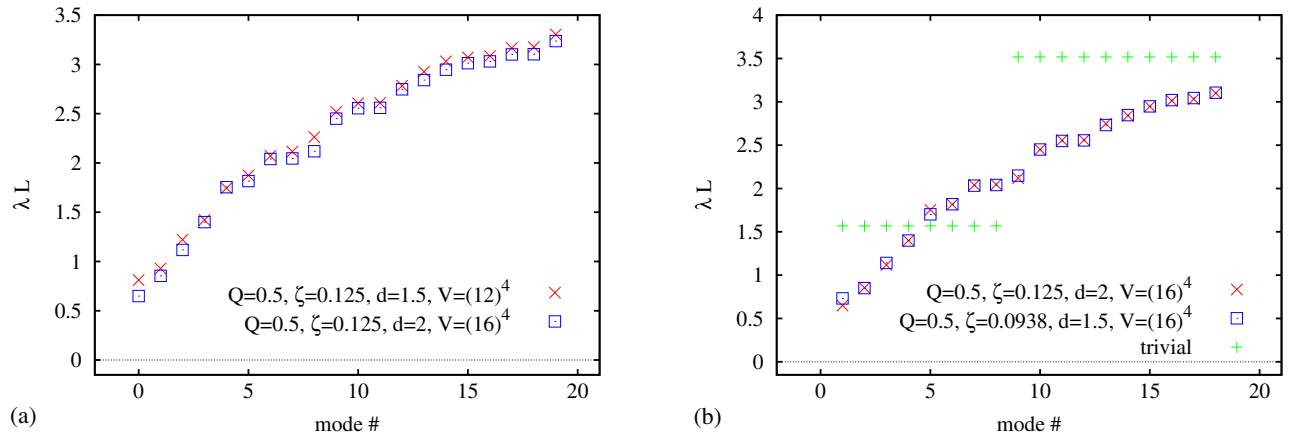 3.5
3
2.5
2
1.5
1
0.5
0
λ L
Q=0.5, ζ=0.125, d=1.5, V=(12)⁴
Q=0.5, ζ=0.125, d=2, V=(16)⁴
0 5 10 15 20
(a) mode #
4
3.5
3
2.5
2
1.5
1
0.5
0
λ L
Q=0.5, ζ=0.125, d=2, V=(16)⁴
Q=0.5, ζ=0.0938, d=1.5, V=(16)⁴
trivial
0 5 10 15 20
(b) mode #